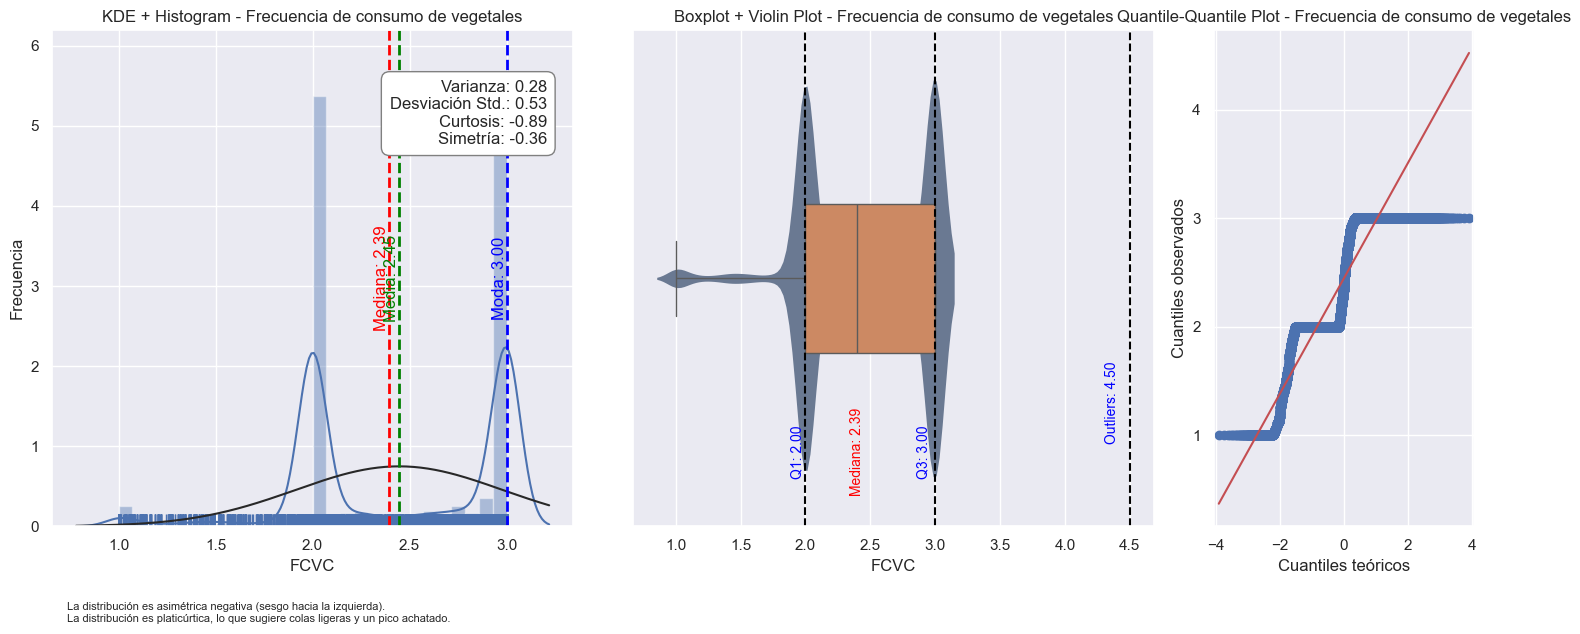 KDE + Histogram - Frecuencia de consumo de vegetales
Frecuencia
6
5
4
3
2
1
0
Varianza: 0.28
Desviación Std.: 0.53
Curtosis: -0.89
Simetría: -0.36
Mediana: 2.39
Media: 2.45
Moda: 3.00
1.0 1.5 2.0 2.5 3.0
FCVC
La distribución es asimétrica negativa (sesgo hacia la izquierda).
La distribución es platicúrtica, lo que sugiere colas ligeras y un pico achatado.
Boxplot + Violin Plot - Frecuencia de consumo de vegetales
Q1: 2.00
Mediana: 2.39
Q3: 3.00
Outliers: 4.50
1.0 1.5 2.0 2.5 3.0 3.5 4.0 4.5
FCVC
Quantile-Quantile Plot - Frecuencia de consumo de vegetales
Cuantiles observados
4
3
2
1
−4 −2 0 2 4
Cuantiles teóricos